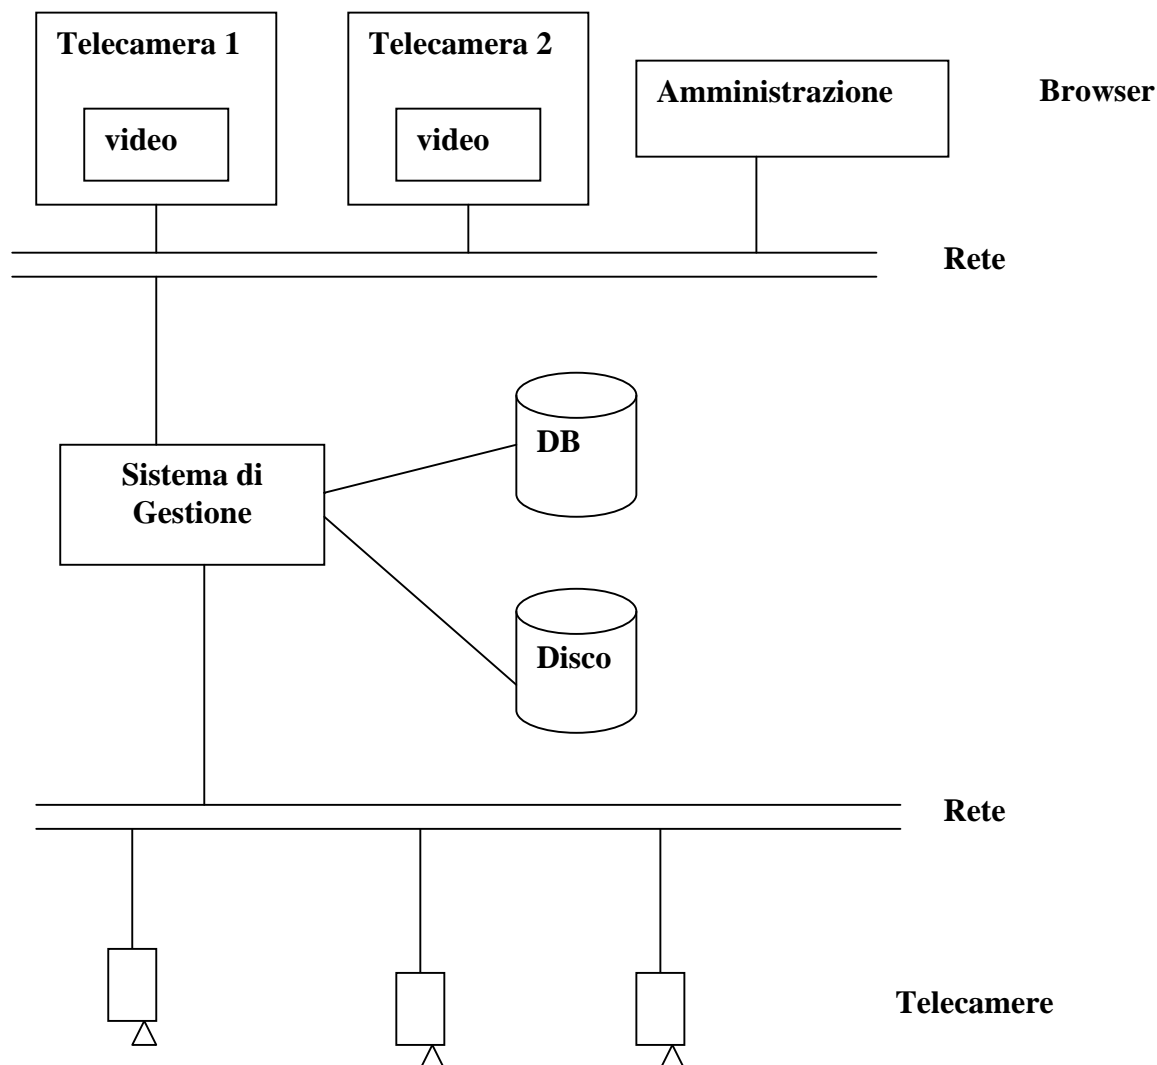 Telecamera 1
Telecamera 2
Amministrazione
Browser
video
video
Rete
DB
Sistema di
Gestione
Disco
Rete
Telecamere